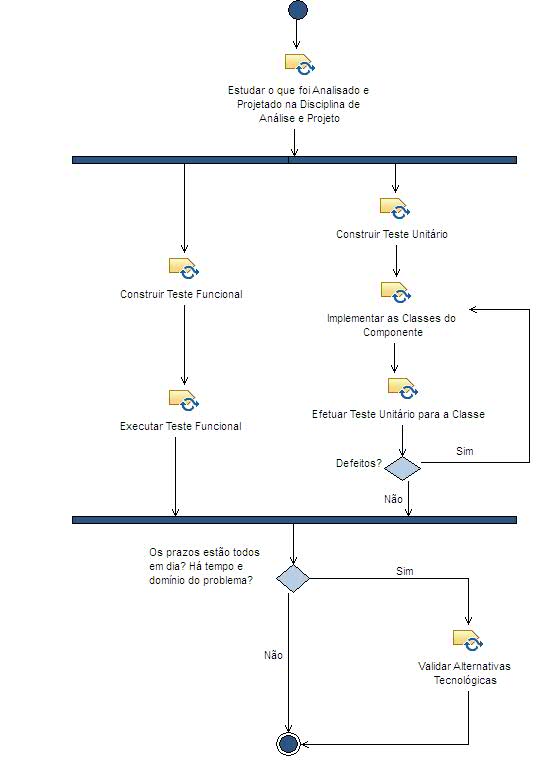 Estudar o que foi Analisado e
Projetado na Disciplina de
Análise e Projeto
Construir Teste Unitário
Construir Teste Funcional
Implementar as Classes do
Componente
Efetuar Teste Unitário para a Classe
Executar Teste Funcional
Sim
Defeitos?
Não
Os prazos estão todos
em dia? Há tempo e
domínio do problema?
Sim
Não
Validar Alternativas
Tecnológicas